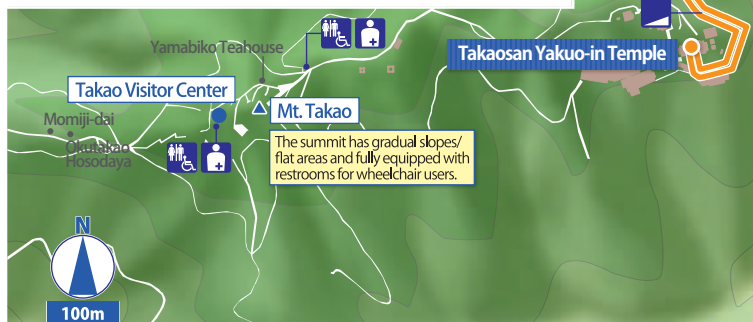 Yamabiko Teahouse
Takaosan Yakuo-in Temple
Takao Visitor Center
Mt. Takao
Momiji-dai
Okutakao
Hosodaya
The summit has gradual slopes/
flat areas and fully equipped with
restrooms for wheelchair users.
N
100m